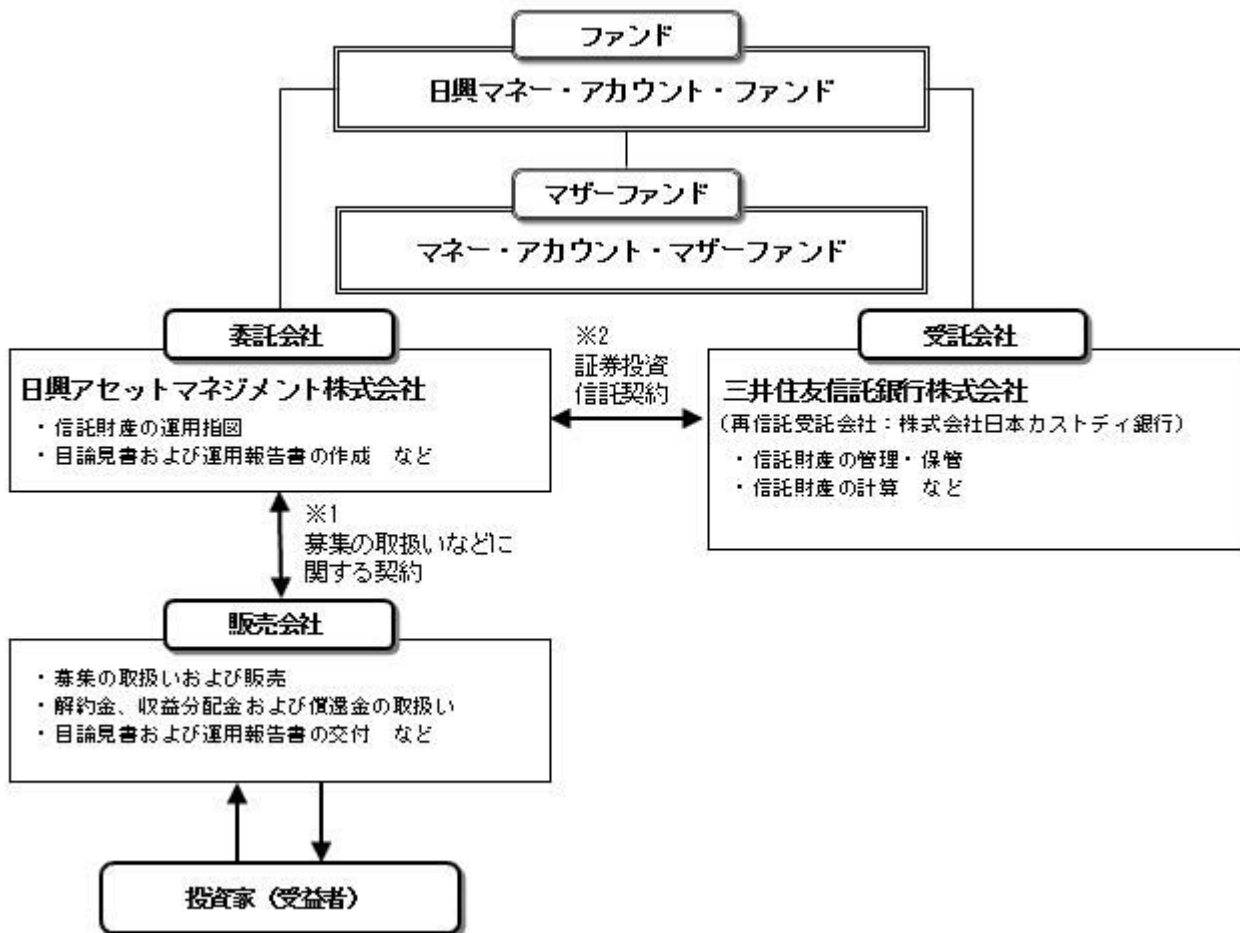 ファンド
日興マネー・アカウント・ファンド
マザーファンド
マネー・アカウント・マザーファンド
委託会社
日興アセットマネジメント株式会社
・信託財産の運用指図
・目論見書および運用報告書の作成　など
※2
証券投資
信託契約
受託会社
三井住友信託銀行株式会社
（再信託受託会社：株式会社日本カストディ銀行）
・信託財産の管理・保管
・信託財産の計算　など
※1
募集の取扱いなどに
関する契約
販売会社
・募集の取扱いおよび販売
・解約金、収益分配金および償還金の取扱い
・目論見書および運用報告書の交付　など
投資家（受益者）